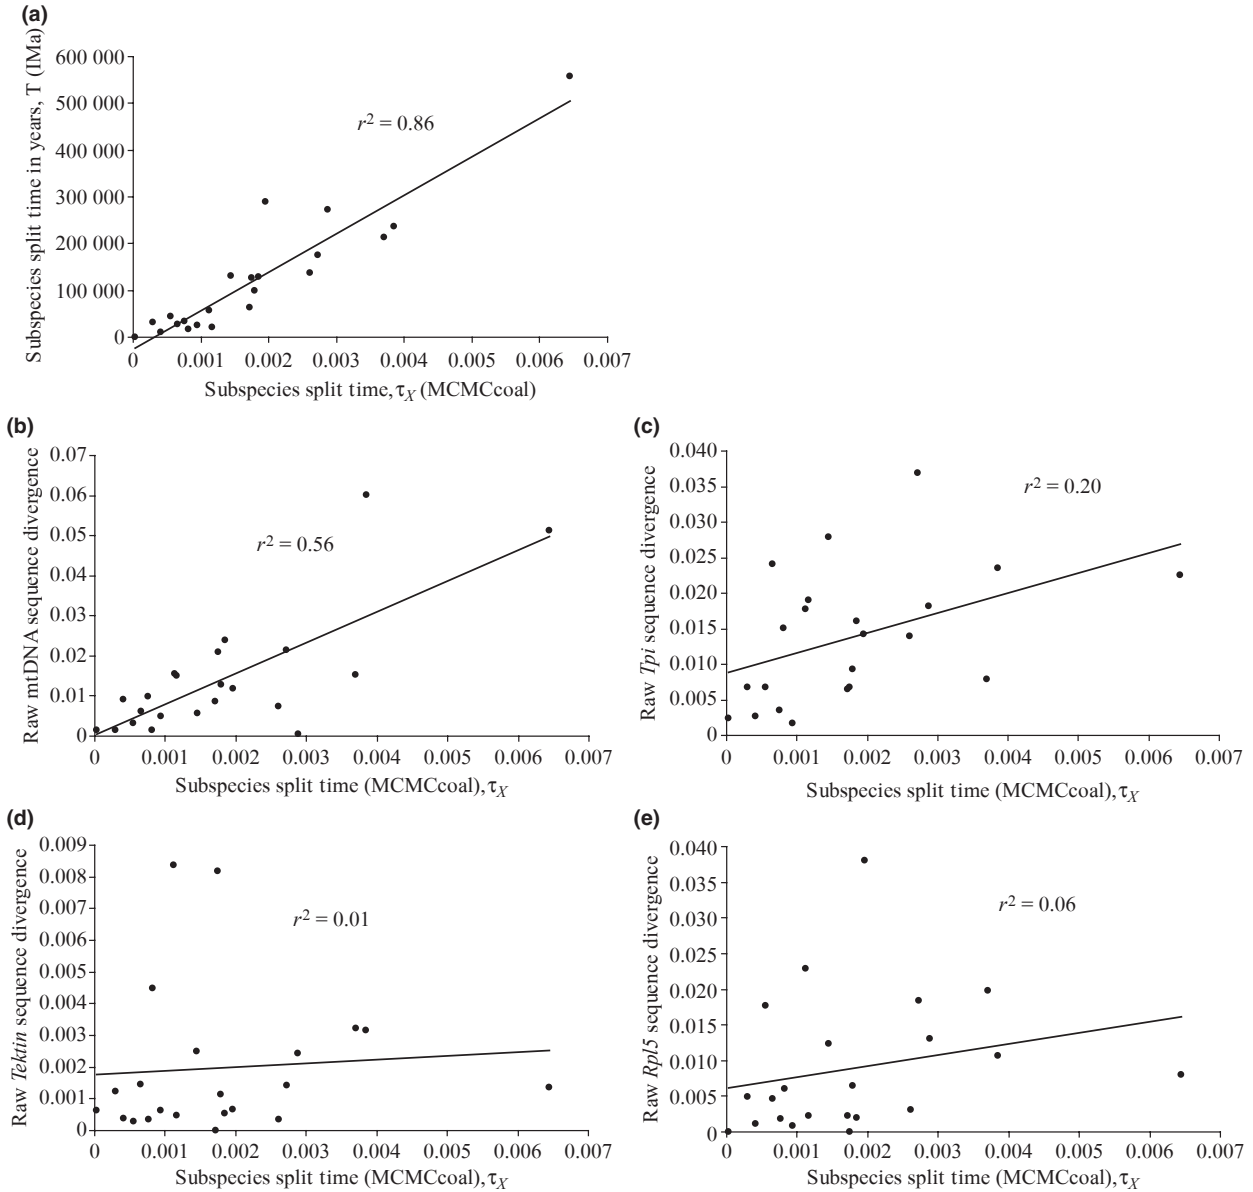 (a)
Subspecies split time in years, T (IMa)
600 000
500 000
400 000
300 000
200 000
100 000
0
r² = 0.86
0 0.001 0.002 0.003 0.004 0.005 0.006 0.007
Subspecies split time, τX (MCMCcoal)
(b)
Raw mtDNA sequence divergence
0.07
0.06
0.05
0.04
0.03
0.02
0.01
0
r² = 0.56
0 0.001 0.002 0.003 0.004 0.005 0.006 0.007
Subspecies split time (MCMCcoal), τX
(c)
Raw Tpi sequence divergence
0.040
0.035
0.030
0.025
0.020
0.015
0.010
0.005
0
r² = 0.20
0 0.001 0.002 0.003 0.004 0.005 0.006 0.007
Subspecies split time (MCMCcoal), τX
(d)
Raw Tektin sequence divergence
0.009
0.008
0.007
0.006
0.005
0.004
0.003
0.002
0.001
0
r² = 0.01
0 0.001 0.002 0.003 0.004 0.005 0.006 0.007
Subspecies split time (MCMCcoal), τX
(e)
Raw Rpl5 sequence divergence
0.040
0.035
0.030
0.025
0.020
0.015
0.010
0.005
0
r² = 0.06
0 0.001 0.002 0.003 0.004 0.005 0.006 0.007
Subspecies split time (MCMCcoal), τX